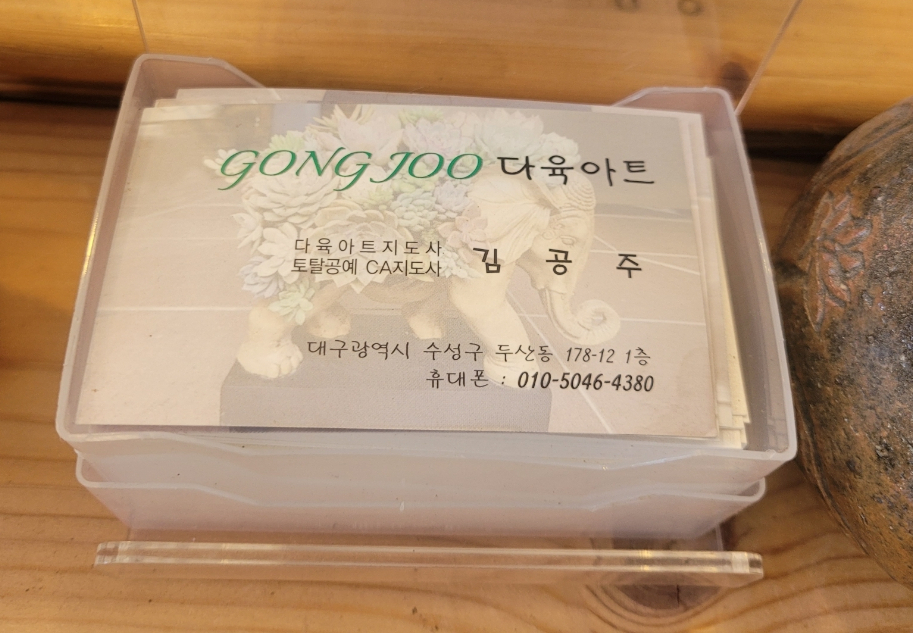 GONG JOO 다육아트
다육아트지도사
토탈공예 CA지도사
김 공 주
대구광역시 수성구 두산동 178-12 1층
휴대폰 : 010-5046-4380